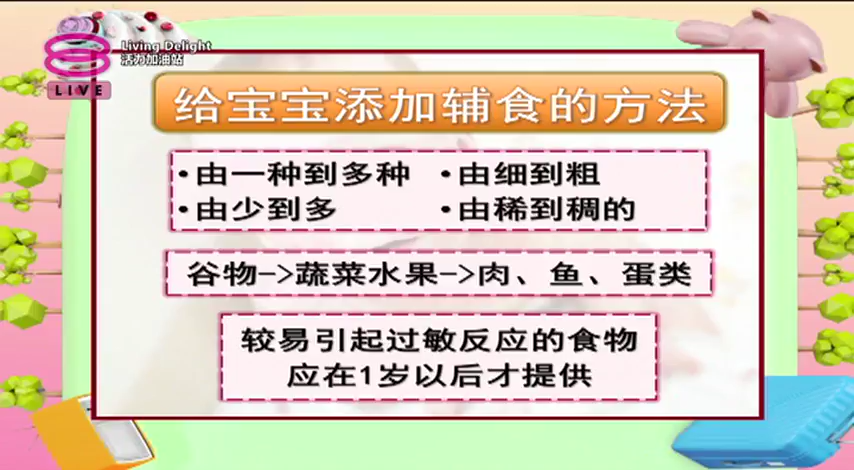 Living Delight
活力加油站
LIVE
给宝宝添加辅食的方法
•由一种到多种 •由细到粗
•由少到多 •由稀到稠的
谷物->蔬菜水果->肉、鱼、蛋类
较易引起过敏反应的食物
应在1岁以后才提供